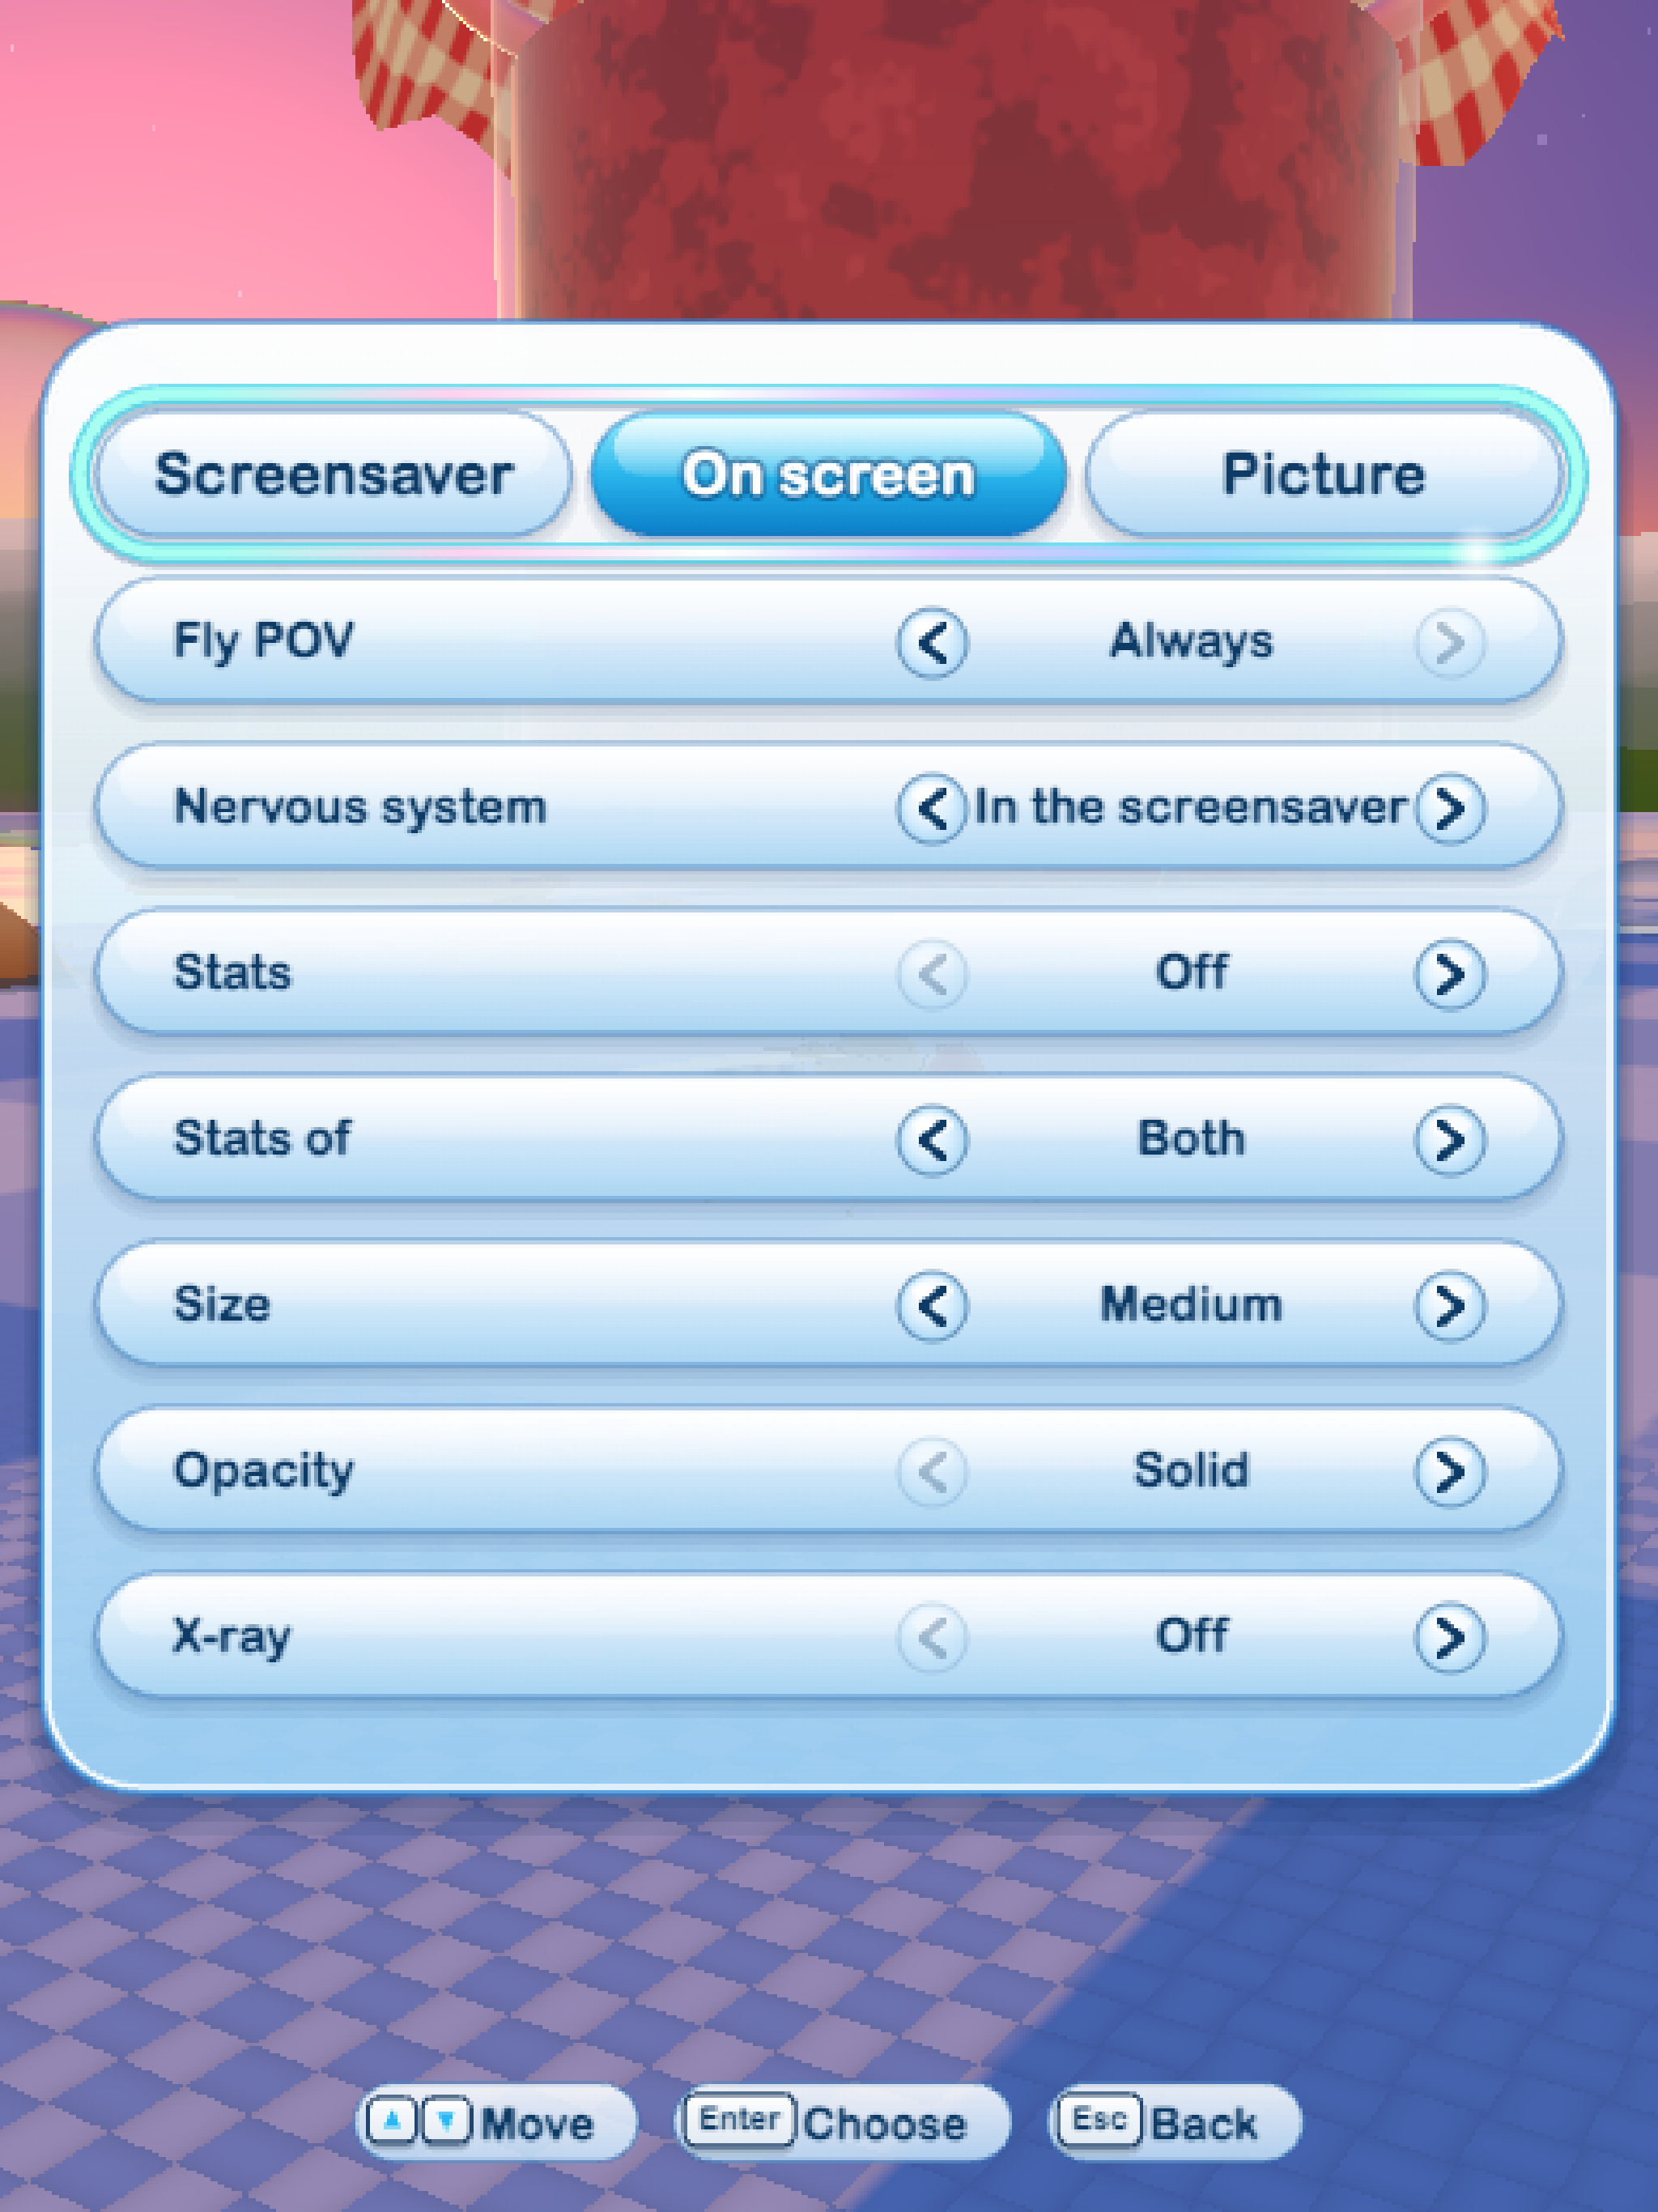 Screensaver On screen Picture
Fly POV < Always >
Nervous system < In the screensaver >
Stats < Off >
Stats of < Both >
Size < Medium >
Opacity < Solid >
X-ray < Off >
▲ ▼ Move Enter Choose Esc Back